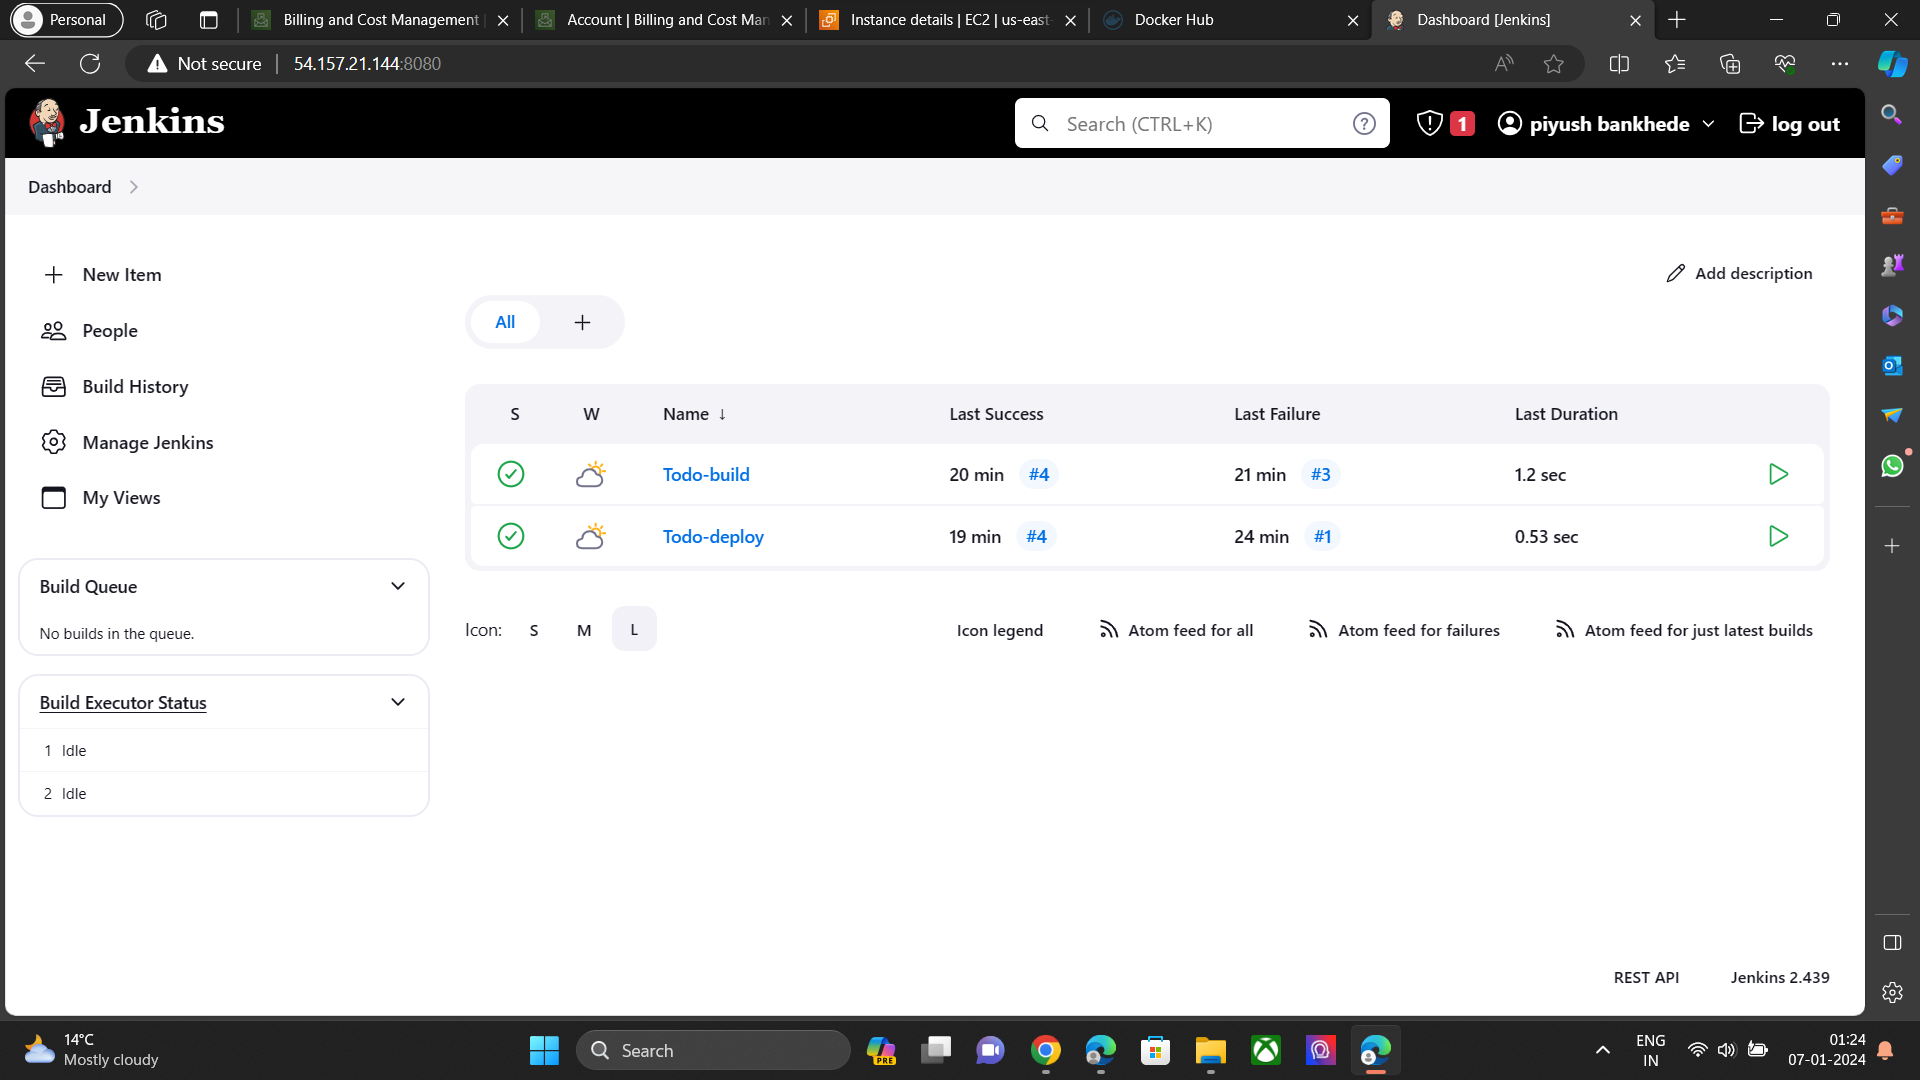 Personal
Billing and Cost Management
Account | Billing and Cost Man
Instance details | EC2 | us-east-
Docker Hub
Dashboard [Jenkins]
Not secure
54.157.21.144:8080
Jenkins
Search (CTRL+K)
1
piyush bankhede
log out
Dashboard
New Item
People
Build History
Manage Jenkins
My Views
Build Queue
No builds in the queue.
Build Executor Status
1 Idle
2 Idle
Add description
All
S W Name ↓ Last Success Last Failure Last Duration
Todo-build 20 min #4 21 min #3 1.2 sec
Todo-deploy 19 min #4 24 min #1 0.53 sec
Icon: S M L
Icon legend
Atom feed for all
Atom feed for failures
Atom feed for just latest builds
REST API
Jenkins 2.439
14°C
Mostly cloudy
Search
PRE
ENG
IN
01:24
07-01-2024